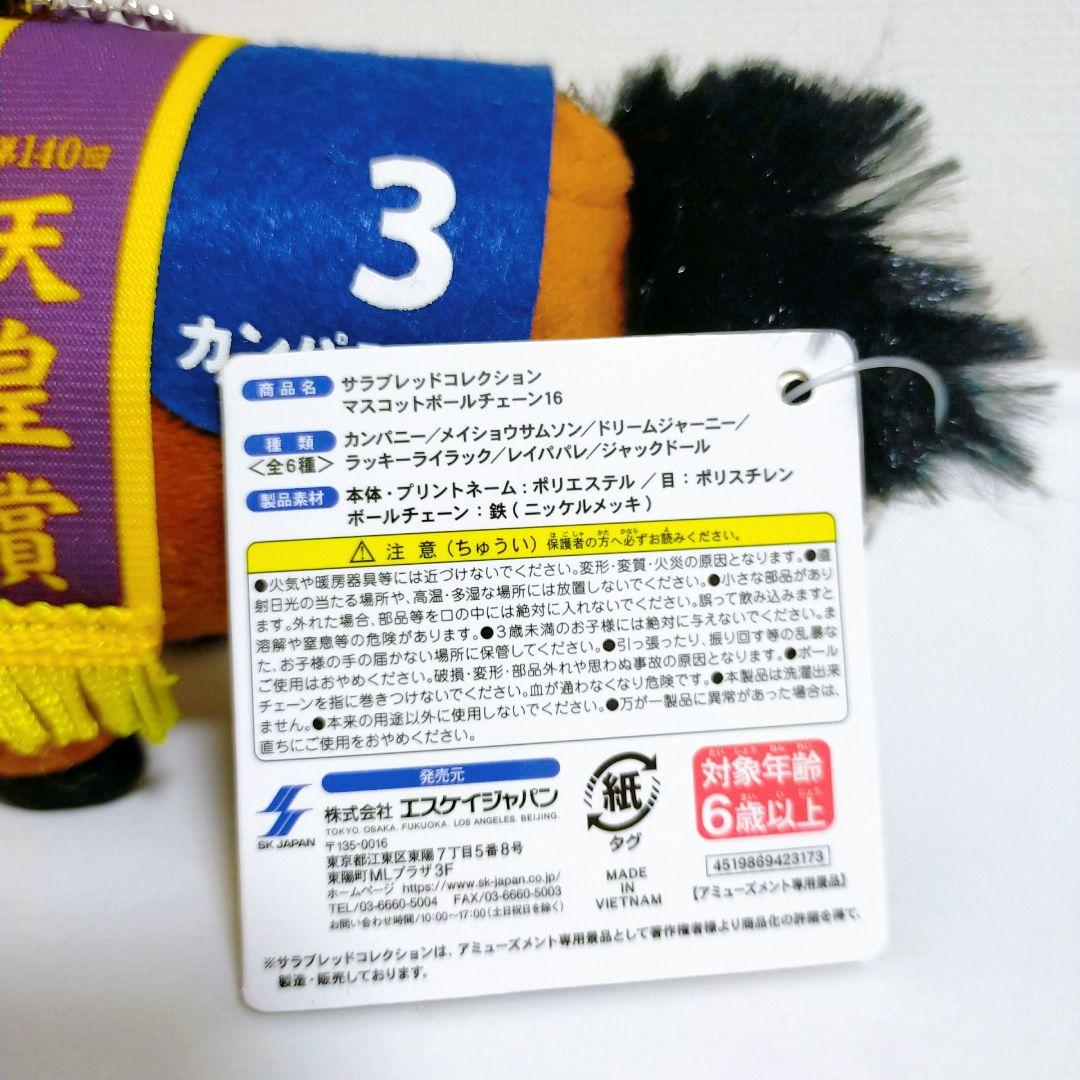 第140回
天皇賞
3
カンパニー
商品名 サラブレッドコレクション
マスコットボールチェーン16
種類 カンパニー／メイショウサムソン／ドリームジャーニー／
<全6種> ラッキーライラック／レイパパレ／ジャックドール
製品素材 本体・プリントネーム：ポリエステル ／ 目：ポリスチレン
ボールチェーン：鉄（ニッケルメッキ）
⚠ 注意（ちゅうい）保護者の方へ必ずお読みください。
●火気や暖房器具等には近づけないでください。変形・変質・火災の原因となります。●直
射日光の当たる場所や、高温・多湿な場所には放置しないでください。●小さな部品があり
ます。外れた場合、部品等を口の中には絶対に入れないでください。誤って飲み込みますと
溶解や窒息等の危険があります。●3歳未満のお子様には絶対に与えないでください。ま
た、お子様の手の届かない場所に保管してください。●引っ張ったり、振り回す等の乱暴な
ご使用はおやめください。破損・変形・部品外れや思わぬ事故の原因となります。●ボール
チェーンを指に巻きつけないでください。血が通わなくなり危険です。●本製品は洗濯出来
ません。●本来の用途以外に使用しないでください。●万が一製品に異常があった場合は、
直ちにご使用をおやめください。
発売元
SK JAPAN
株式会社 エスケイジャパン
TOKYO. OSAKA. FUKUOKA. LOS ANGELES. BEIJING.
〒135-0016
東京都江東区東陽7丁目5番8号
東陽町MLプラザ3F
ホームページ https://www.sk-japan.co.jp/
TEL/03-6660-5004 FAX/03-6660-5003
お問い合わせ時間/10:00〜17:00(土日祝日を除く)
紙
タグ
MADE
IN
VIETNAM
たいしょうねんれい
対象年齢
さい いじょう
6歳以上
4519869423173
【アミューズメント専用景品】
※サラブレッドコレクションは、アミューズメント専用景品として著作権者様より商品化の許諾を得て、
製造・販売しております。